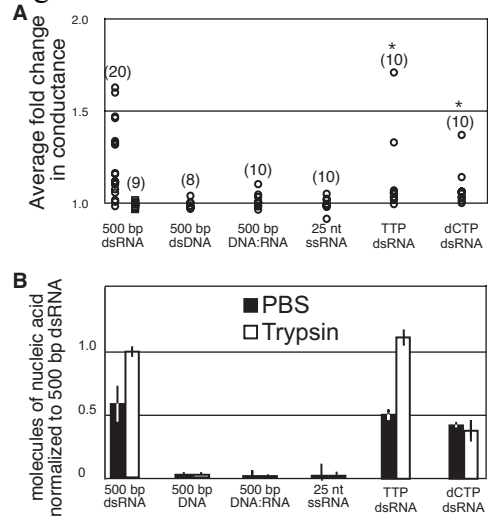 A
Average fold change
in conductance
2.0
1.5
1.0
(20)
(9)
(8)
(10)
(10)
*
(10)
*
(10)
500 bp
dsRNA
500 bp
dsDNA
500 bp
DNA:RNA
25 nt
ssRNA
TTP
dsRNA
dCTP
dsRNA
B
molecules of nucleic acid
normalized to 500 bp dsRNA
PBS
Trypsin
1.0
0.5
0
500 bp
dsRNA
500 bp
DNA
500 bp
DNA:RNA
25 nt
ssRNA
TTP
dsRNA
dCTP
dsRNA